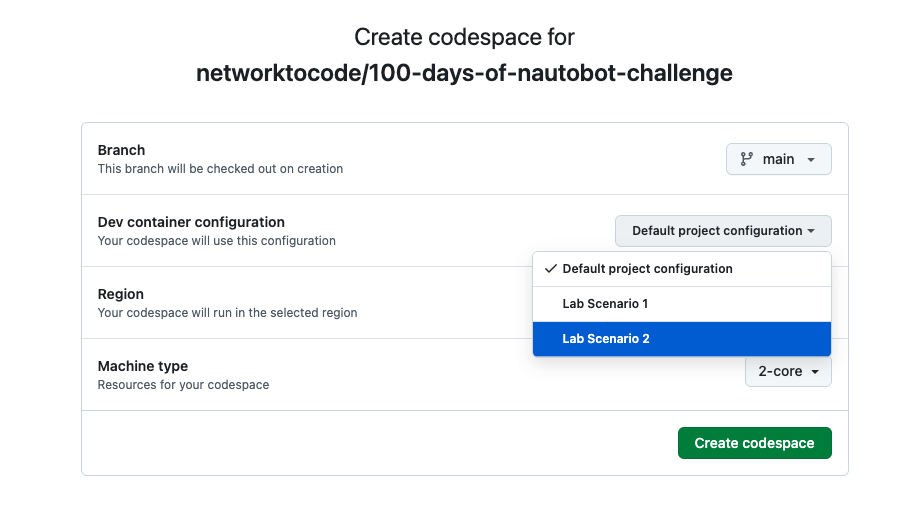 Create codespace for
networktocode/100-days-of-nautobot-challenge
Branch
This branch will be checked out on creation
main
Dev container configuration
Your codespace will use this configuration
Default project configuration
Default project configuration
Lab Scenario 1
Lab Scenario 2
Region
Your codespace will run in the selected region
Machine type
Resources for your codespace
2-core
Create codespace